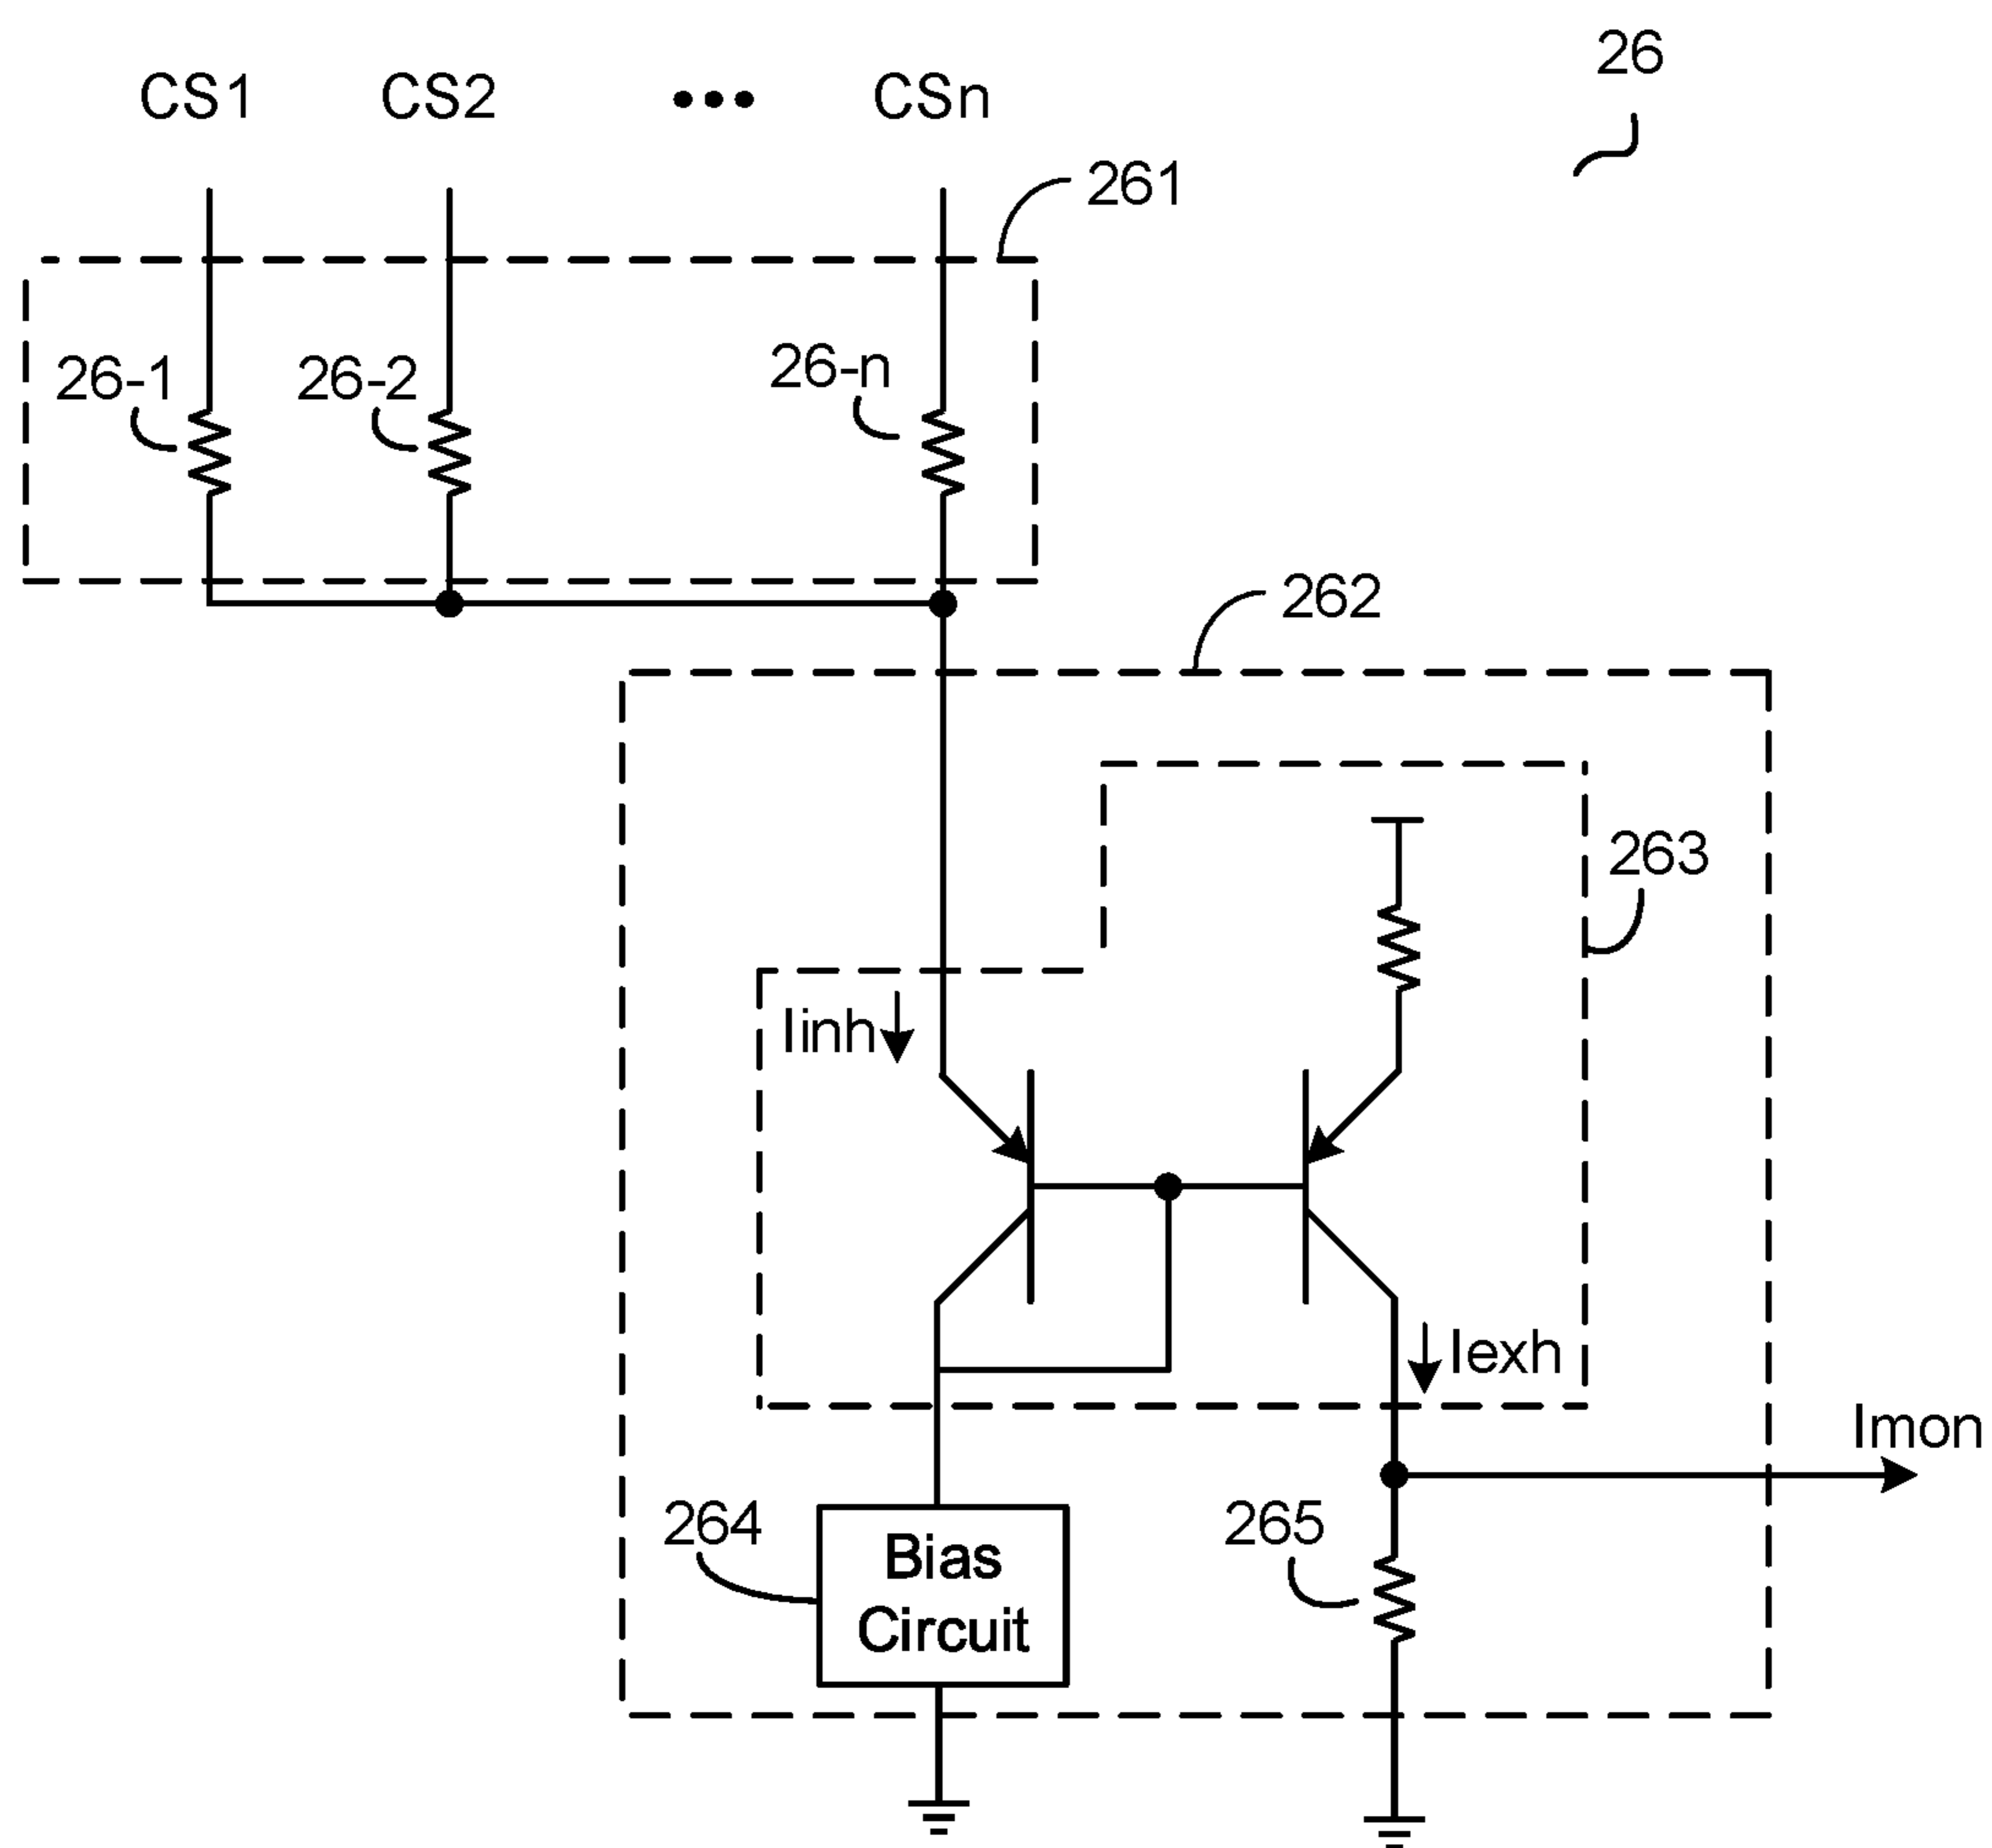 26
CS1 CS2 ••• CSn
261
26-1 26-2 26-n
262
263
Iinh
Iexh
Imon
264
Bias
Circuit
265